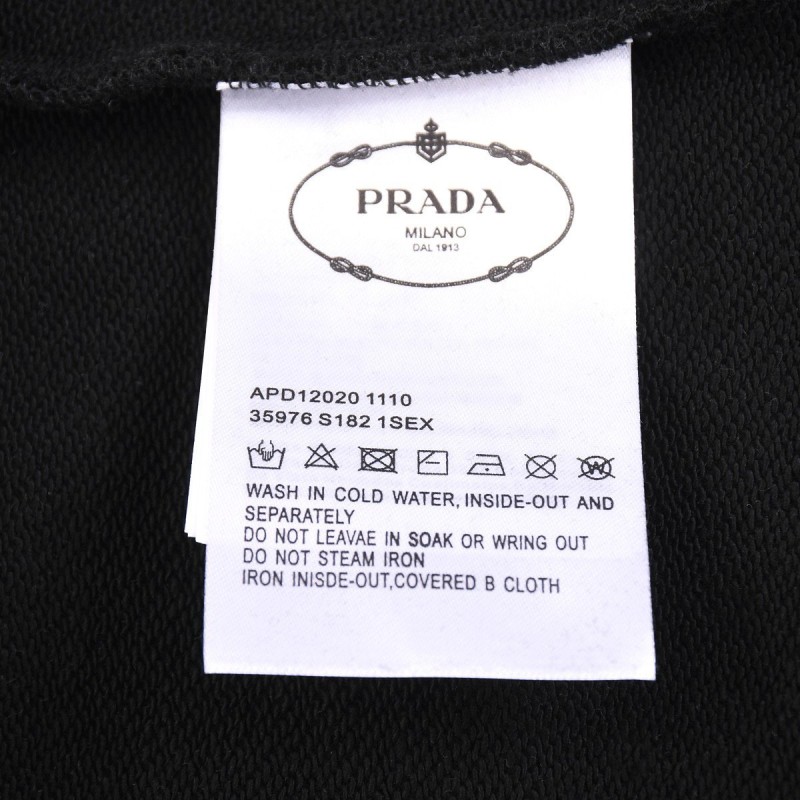 PRADA
MILANO
DAL 1913
APD12020 1110
35976 S182 1SEX
WASH IN COLD WATER, INSIDE-OUT AND
SEPARATELY
DO NOT LEAVAE IN SOAK OR WRING OUT
DO NOT STEAM IRON
IRON INISDE-OUT,COVERED B CLOTH